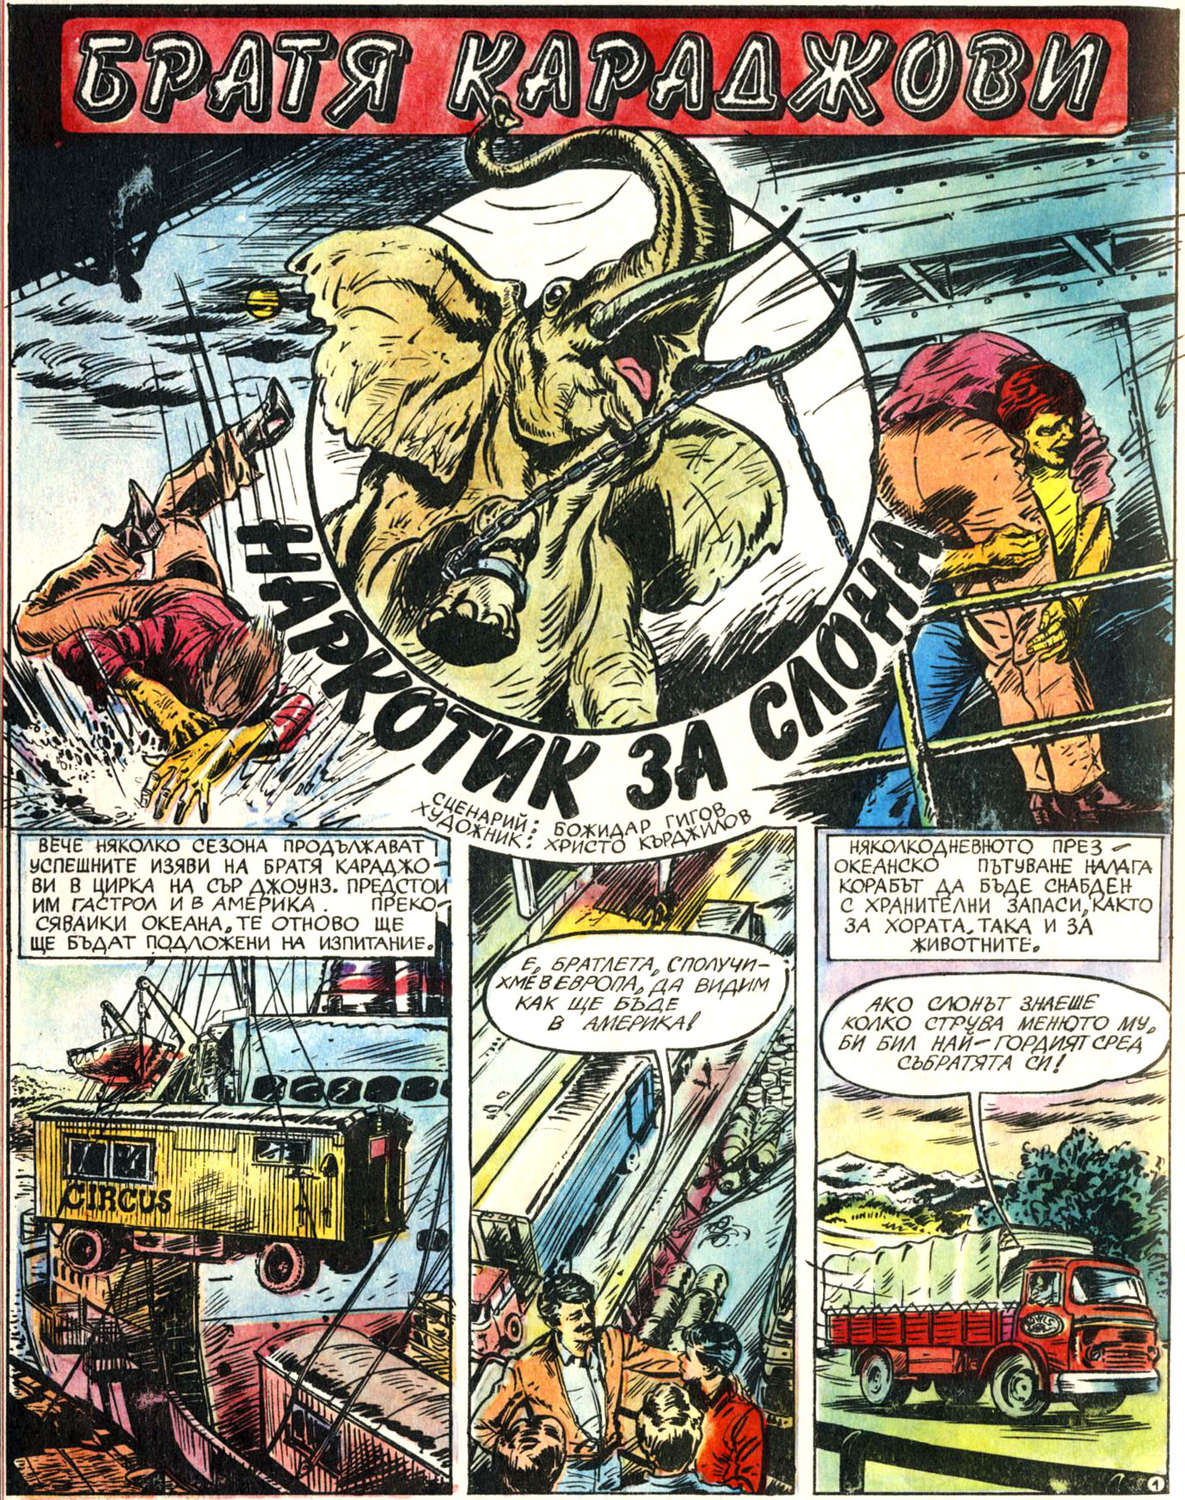 БРАТЯ КАРАДЖОВИ
НАРКОТИК ЗА СЛОНА
СЦЕНАРИЙ: БОЖИДАР ГИГОВ
ХУДОЖНИК: ХРИСТО КЪРДЖИЛОВ
ВЕЧЕ НЯКОЛКО СЕЗОНА ПРОДЪЛЖАВАТ
УСПЕШНИТЕ ИЗЯВИ НА БРАТЯ КАРАДЖО-
ВИ В ЦИРКА НА СЪР ДЖОУНЗ. ПРЕДСТОИ
ИМ ГАСТРОЛ И В АМЕРИКА. ПРЕКО-
СЯВАЙКИ ОКЕАНА, ТЕ ОТНОВО ЩЕ
ЩЕ БЪДАТ ПОДЛОЖЕНИ НА ИЗПИТАНИЕ.
CIRCUS
Е, БРАТЛЕТА, СПОЛУЧИ-
ХМЕ В ЕВРОПА, ДА ВИДИМ
КАК ЩЕ БЪДЕ
В АМЕРИКА!
НЯКОЛКОДНЕВНОТО ПРЕЗ-
ОКЕАНСКО ПЪТУВАНЕ НАЛАГА
КОРАБЪТ ДА БЪДЕ СНАБДЕН
С ХРАНИТЕЛНИ ЗАПАСИ, КАКТО
ЗА ХОРАТА, ТАКА И ЗА
ЖИВОТНИТЕ.
АКО СЛОНЪТ ЗНАЕШЕ
КОЛКО СТРУВА МЕНЮТО МУ,
БИ БИЛ НАЙ-ГОРДИЯТ СРЕД
СЪБРАТЯТА СИ!
1